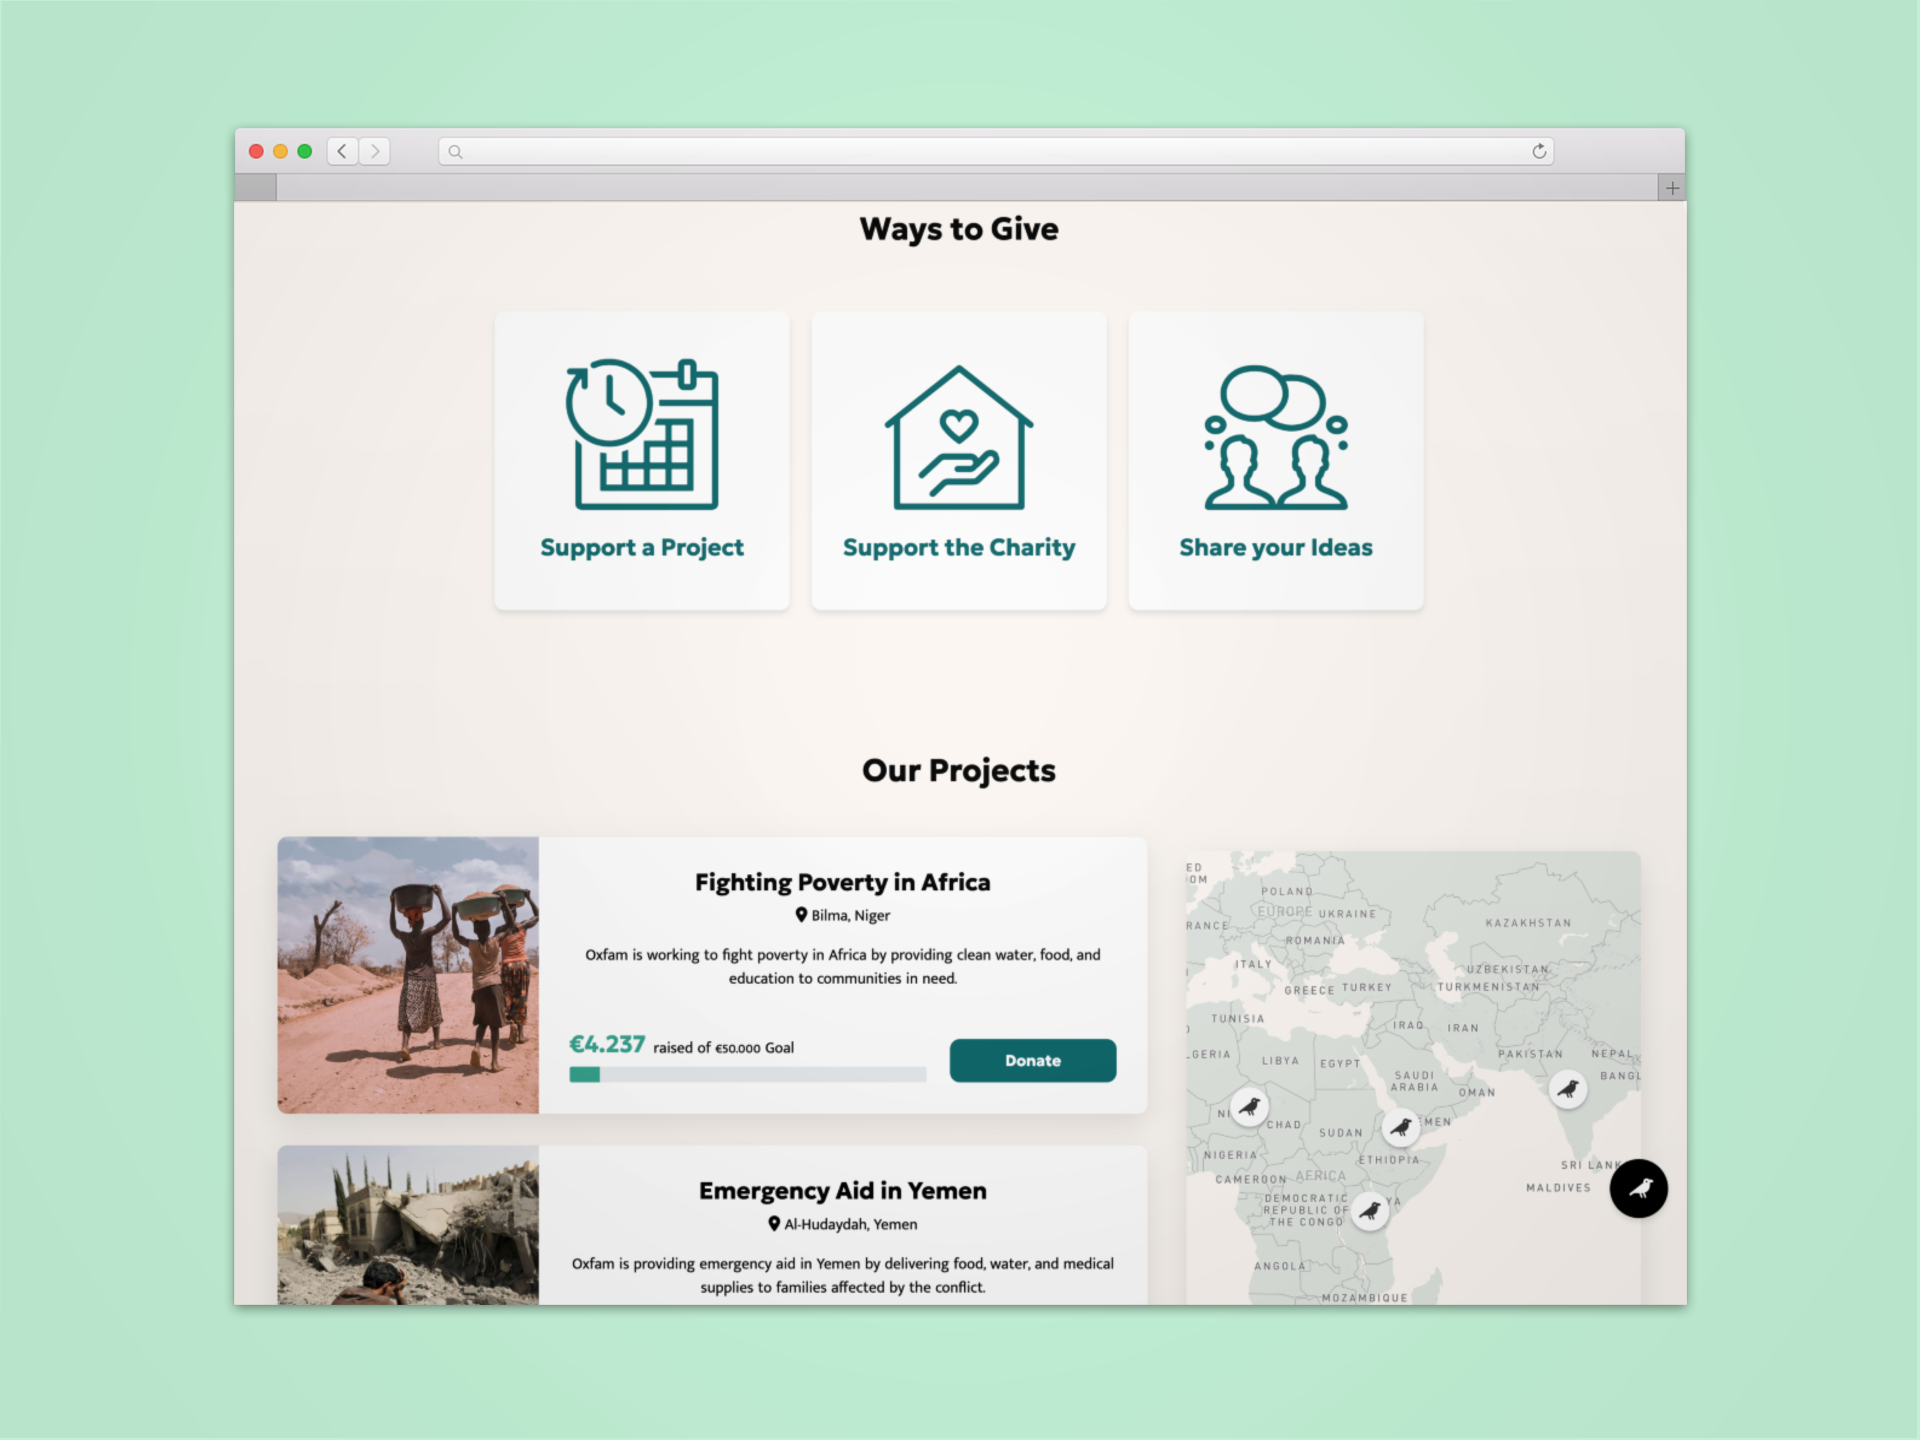 Ways to Give
Support a Project
Support the Charity
Share your Ideas
Our Projects
Fighting Poverty in Africa
Bilma, Niger
Oxfam is working to fight poverty in Africa by providing clean water, food, and
education to communities in need.
€4.237 raised of €50.000 Goal
Donate
Emergency Aid in Yemen
Al-Hudaydah, Yemen
Oxfam is providing emergency aid in Yemen by delivering food, water, and medical
supplies to families affected by the conflict.
ED
OM
POLAND
EUROPE
UKRAINE
RANCE
KAZAKHSTAN
ROMANIA
ITALY
UZBEKISTAN
GREECE
TURKEY
TURKMENISTAN
TUNISIA
IRAQ
IRAN
GERIA
LIBYA
EGYPT
PAKISTAN
NEPAL
SAUDI
ARABIA
BANGL
OMAN
NI
CHAD
SUDAN
EMEN
NIGERIA
ETHIOPIA
CAMEROON
AFRICA
SRI LANK
MALDIVES
DEMOCRATIC
REPUBLIC OF
THE CONGO
YA
ANGOLA
MOZAMBIQUE